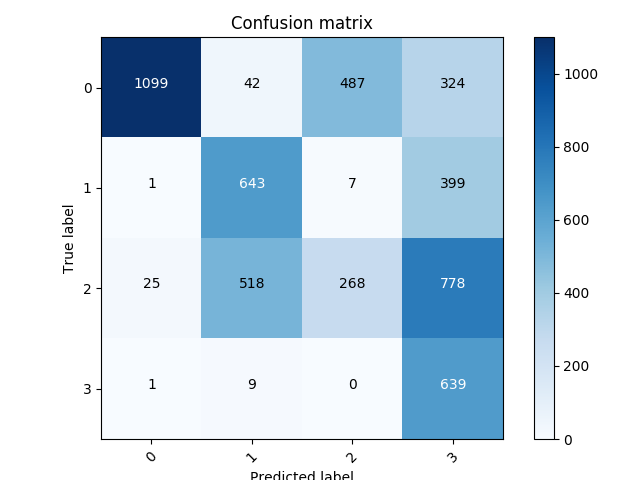 Confusion matrix
0 1099 42 487 324
1 1 643 7 399
2 25 518 268 778
3 1 9 0 639
0 1 2 3
True label
Predicted label
1000
800
600
400
200
0